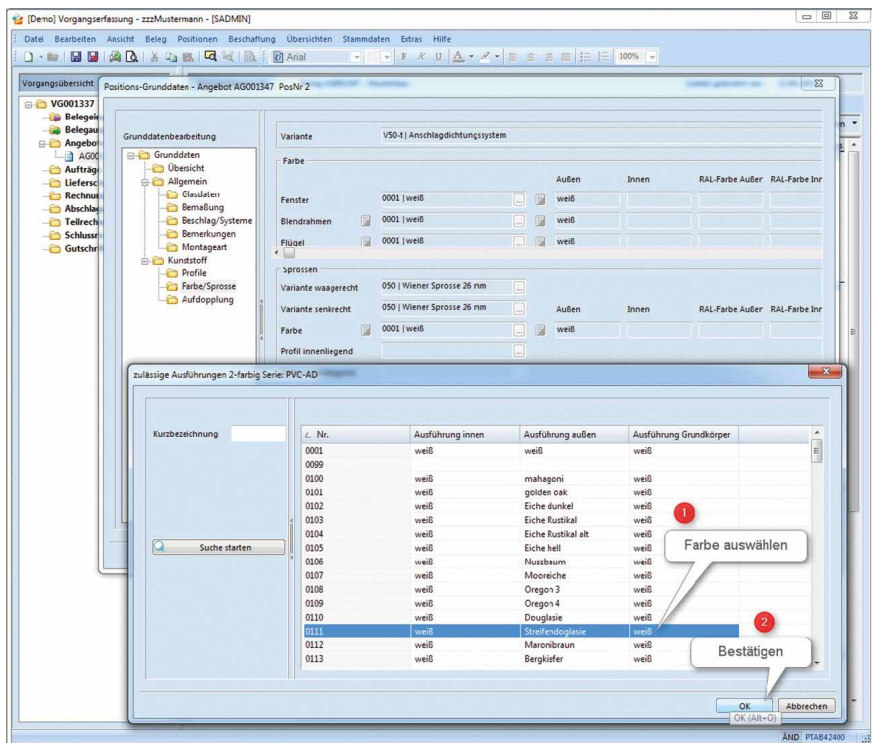 [Demo] Vorgangserfassung - zzzMustermann - [SADMIN]
Datei Bearbeiten Ansicht Beleg Positionen Beschaffung Übersichten Stammdaten Extras Hilfe
Arial F K U A 100%
Vorgangsübersicht
Positions-Grunddaten - Angebot AG001347 PosNr 2
VG001337
Belegei
Belegau
Angebo
AG00
Aufträg
Liefersc
Rechnu
Abschla
Teilrech
Schlussr
Gutschr
Grunddatenbearbeitung
Grunddaten
Übersicht
Allgemein
Glasdaten
Bemaßung
Beschlag/Systeme
Bemerkungen
Montageart
Kunststoff
Profile
Farbe/Sprosse
Aufdopplung
Variante V50-t | Anschlagdichtungssystem
Farbe
Außen Innen RAL-Farbe Außer RAL-Farbe Inr
Fenster 0001 | weiß ... weiß
Blendrahmen 0001 | weiß ... weiß
Flügel 0001 | weiß ... weiß
Sprossen
Variante waagerecht 050 | Wiener Sprosse 26 mm ...
Variante senkrecht 050 | Wiener Sprosse 26 mm ... Außen Innen RAL-Farbe Außer RAL-Farbe Inr
Farbe 0001 | weiß ... weiß
Profil innenliegend ...
zulässige Ausführungen 2-farbig Serie: PVC-AD
Kurzbezeichnung
Suche starten
Nr. Ausführung innen Ausführung außen Ausführung Grundkörper
0001 weiß weiß weiß
0099
0100 weiß mahagoni weiß
0101 weiß golden oak weiß
0102 weiß Eiche dunkel weiß
0103 weiß Eiche Rustikal weiß
0104 weiß Eiche Rustikal alt weiß
0105 weiß Eiche hell weiß
0106 weiß Nussbaum weiß
0107 weiß Mooreiche weiß
0108 weiß Oregon 3 weiß
0109 weiß Oregon 4 weiß
0110 weiß Douglasie weiß
0111 weiß Streifendoglasie weiß
0112 weiß Maronibraun weiß
0113 weiß Bergkiefer weiß
1
Farbe auswählen
2
Bestätigen
OK Abbrechen
OK (Alt+O)
ÄND PTAB42400